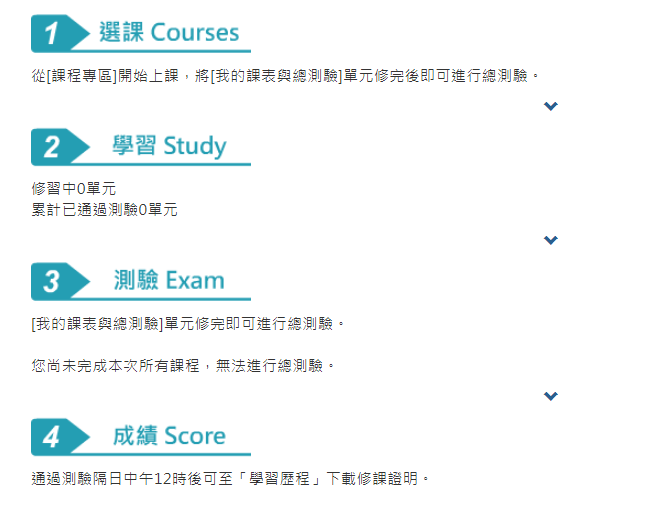 1 選課 Courses
從[課程專區]開始上課，將[我的課表與總測驗]單元修完後即可進行總測驗。
2 學習 Study
修習中0單元
累計已通過測驗0單元
3 測驗 Exam
[我的課表與總測驗]單元修完即可進行總測驗。
您尚未完成本次所有課程，無法進行總測驗。
4 成績 Score
通過測驗隔日中午12時後可至「學習歷程」下載修課證明。